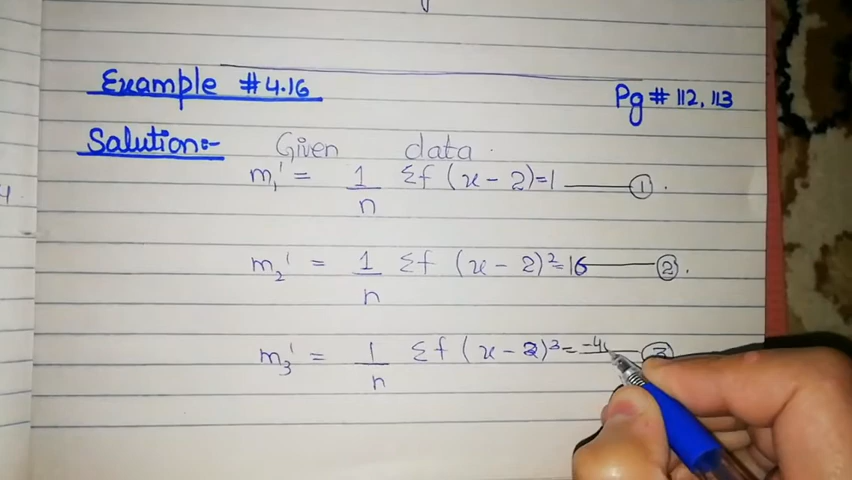 Example #4.16
Pg # 112, 113
Salution:- Given data.
m₁' = 1/n Σf (x - 2) = 1 ——— ①.
m₂' = 1/n Σf (x - 2)² = 16 ——— ②.
m₃' = 1/n Σf (x - 2)³ = -4 ——— ③